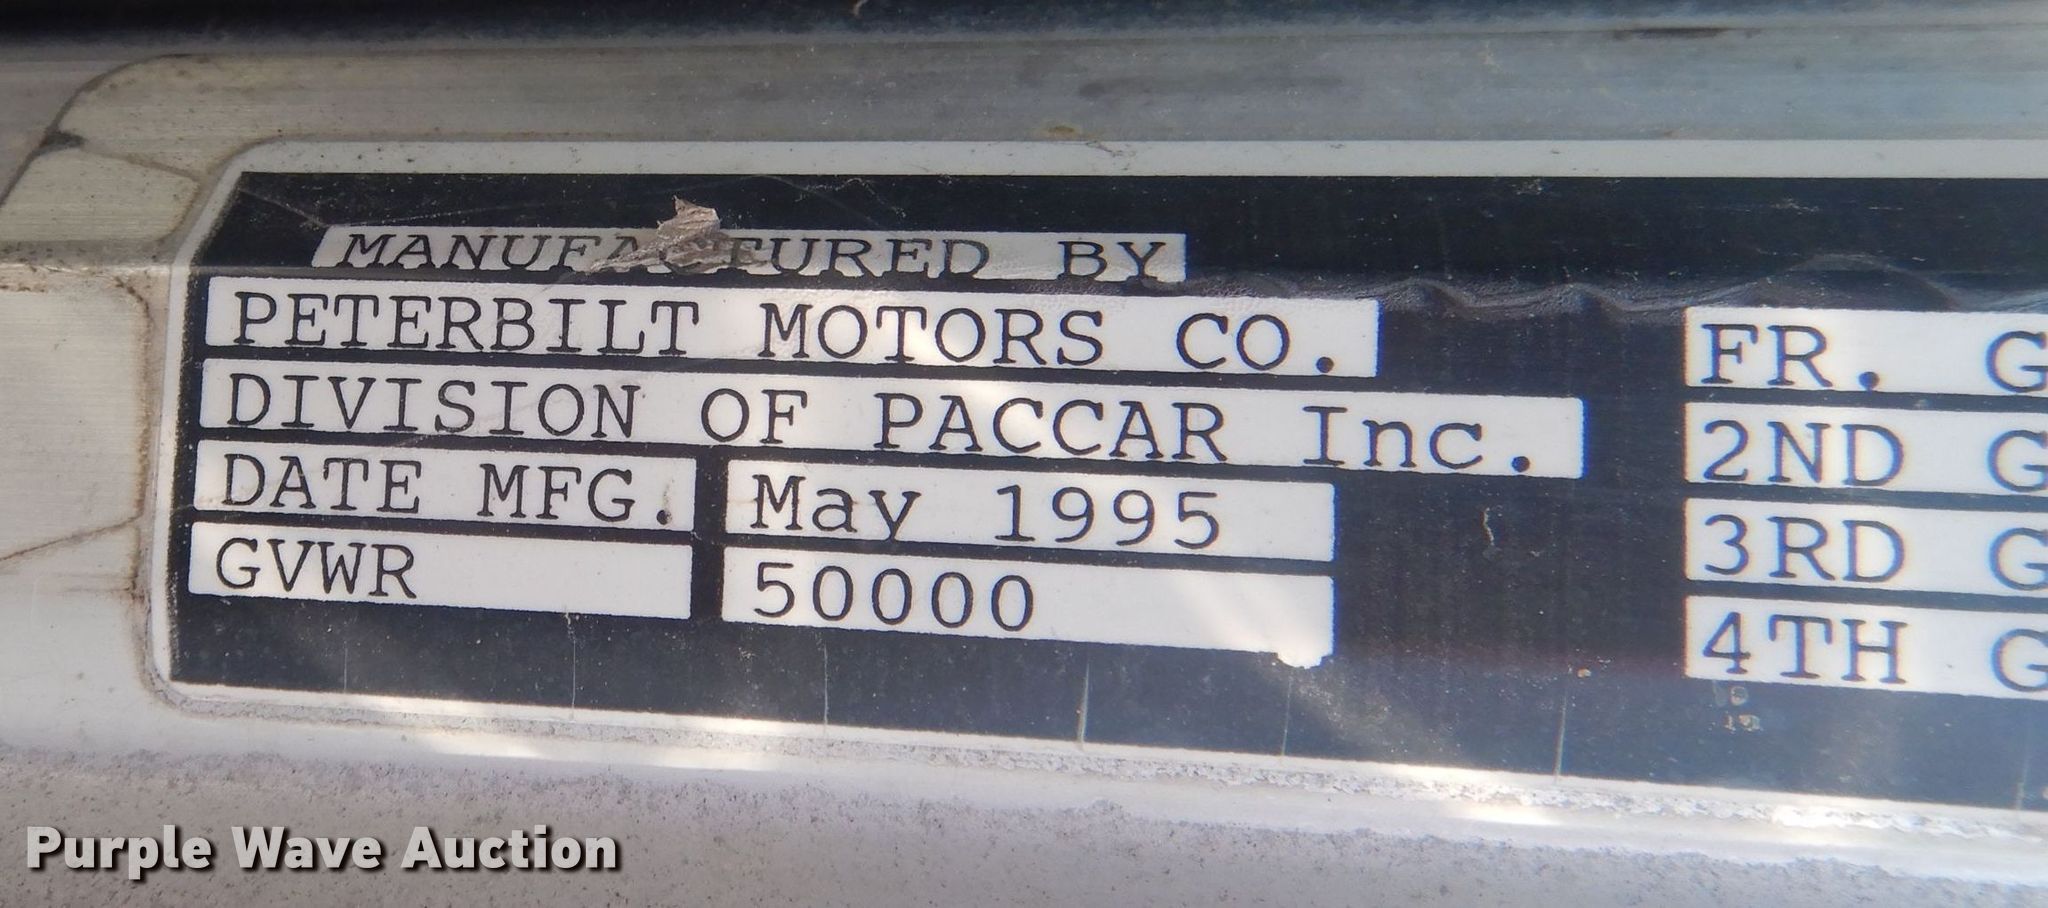 MANUFACTURED BY
PETERBILT MOTORS CO.
DIVISION OF PACCAR Inc.
DATE MFG. May 1995
GVWR 50000
FR. G
2ND G
3RD G
4TH G
Purple Wave Auction